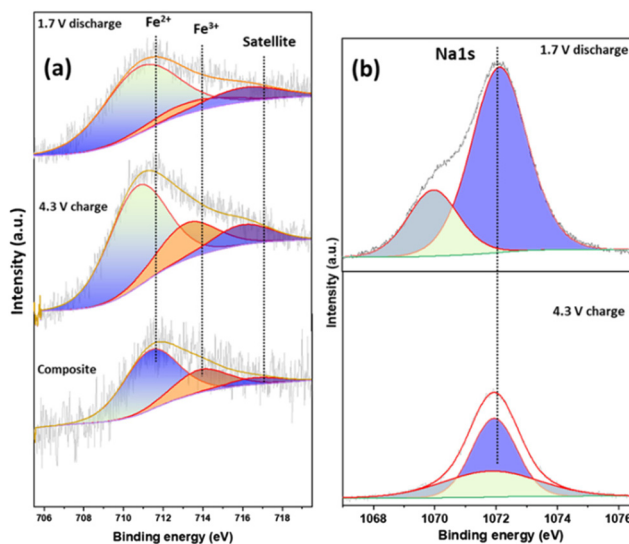 1.7 V discharge
Fe2+
Fe3+
Satellite
(a)
4.3 V charge
Composite
Intensity (a.u.)
706 708 710 712 714 716 718
Binding energy (eV)
(b)
Na1s
1.7 V discharge
4.3 V charge
Intensity (a.u.)
1068 1070 1072 1074 1076
Binding energy (eV)